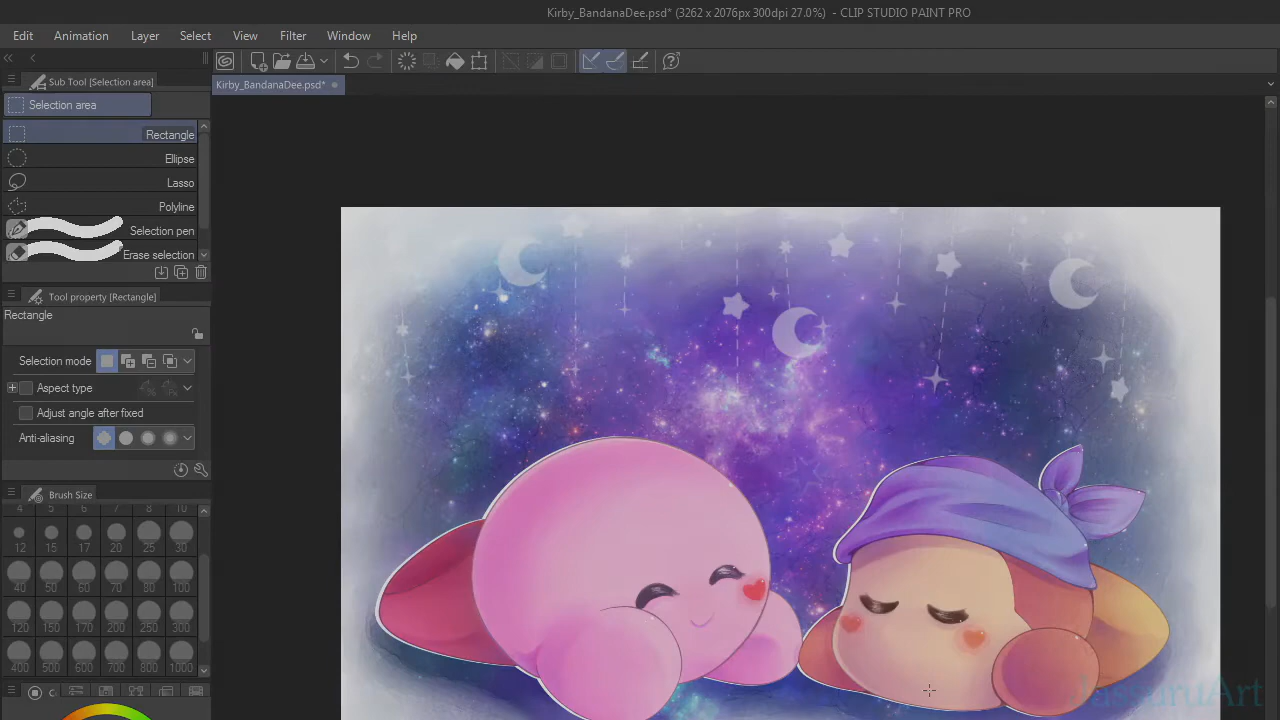 Kirby_BandanaDee.psd* (3262 x 2076px 300dpi 27.0%) - CLIP STUDIO PAINT PRO
Edit Animation Layer Select View Filter Window Help
Sub Tool [Selection area]
Kirby_BandanaDee.psd*
Selection area
Rectangle
Ellipse
Lasso
Polyline
Selection pen
Erase selection
Tool property [Rectangle]
Rectangle
Selection mode
Aspect type
Adjust angle after fixed
Anti-aliasing
Brush Size
4 5 6 7 8 10
12 15 17 20 25 30
40 50 60 70 80 100
120 150 170 200 250 300
400 500 600 700 800 1000
JassuruArt